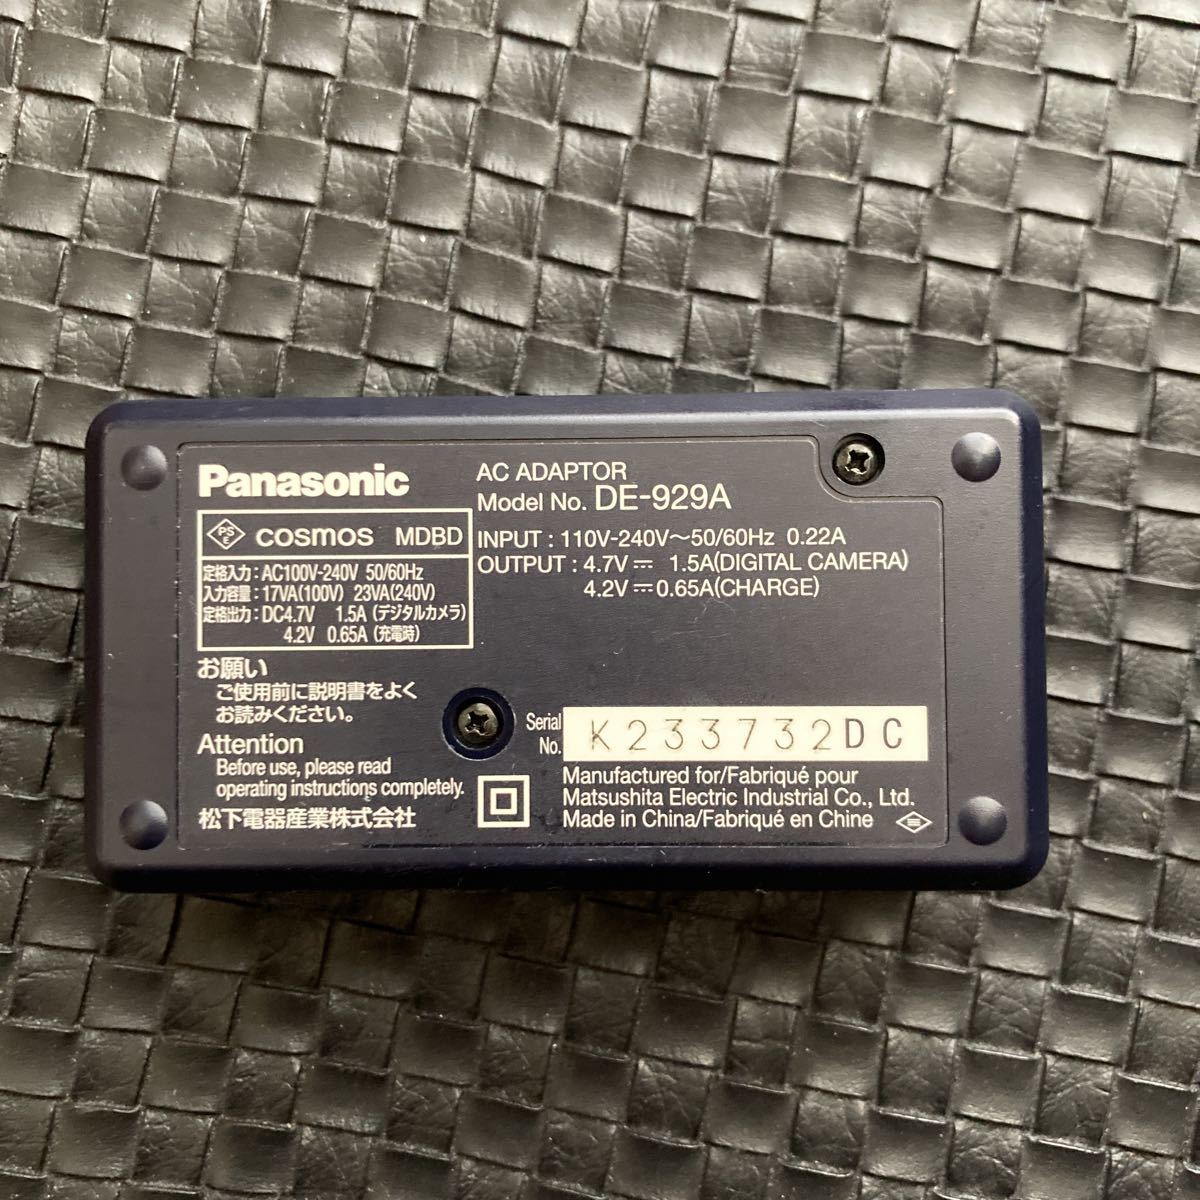 Panasonic
PS
E
COSMOS MDBD
定格入力：AC100V-240V 50/60Hz
入力容量：17VA(100V) 23VA(240V)
定格出力：DC4.7V 1.5A (デジタルカメラ)
4.2V 0.65A (充電時)
お願い
ご使用前に説明書をよく
お読みください。
Attention
Before use, please read
operating instructions completely.
松下電器産業株式会社
AC ADAPTOR
Model No. DE-929A
INPUT : 110V-240V～50/60Hz 0.22A
OUTPUT : 4.7V⎓ 1.5A(DIGITAL CAMERA)
4.2V⎓0.65A(CHARGE)
Serial
No.
K233732DC
Manufactured for/Fabriqué pour
Matsushita Electric Industrial Co., Ltd.
Made in China/Fabriqué en Chine